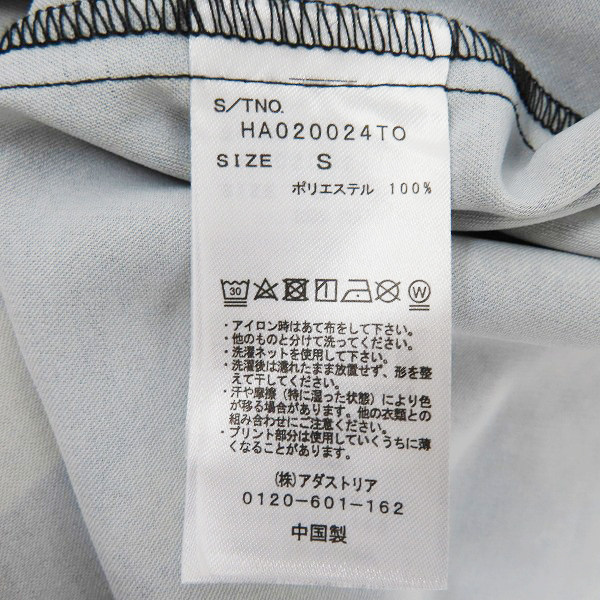 S/TNO.
HA020024TO
SIZE S
ポリエステル 100%
30 W
・アイロン時はあて布をして下さい。
・他のものと分けて洗ってください。
・洗濯ネットを使用して下さい。
・洗濯後は濡れたまま放置せず、形を整
えて干してください。
・汗や摩擦（特に湿った状態）により色
が移る場合があります。他の衣類との
組み合わせにご注意ください。
・プリント部分は使用していくうちに薄
くなることがあります。
(株)アダストリア
0120-601-162
中国製